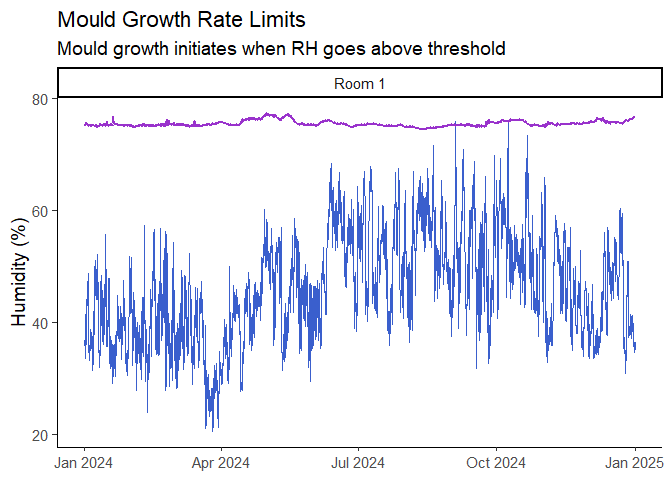 Mould Growth Rate Limits
Mould growth initiates when RH goes above threshold
Room 1
Humidity (%)
80
60
40
20
Jan 2024
Apr 2024
Jul 2024
Oct 2024
Jan 2025